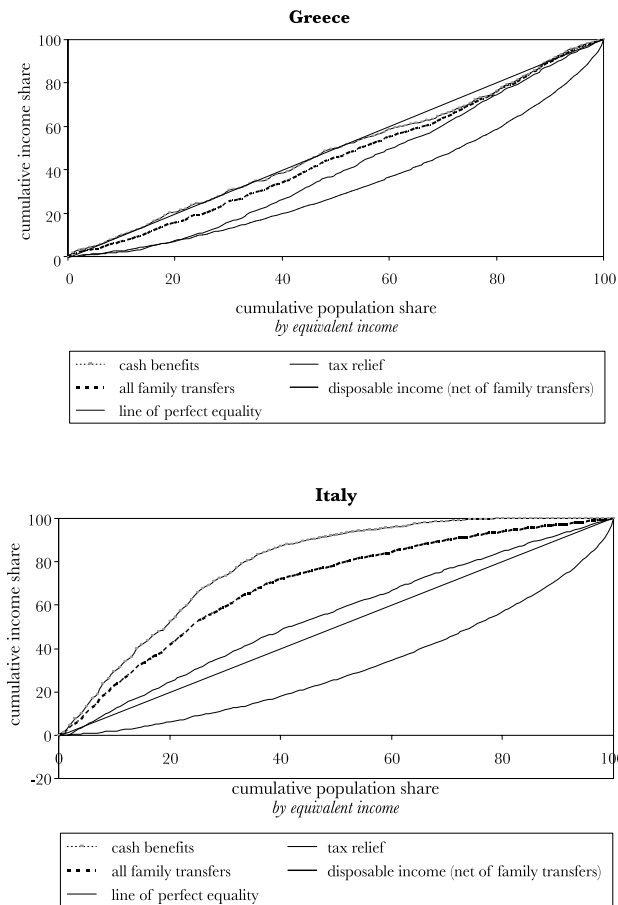 Greece
100
80
60
40
20
0
cumulative income share
0 20 40 60 80 100
cumulative population share
by equivalent income
cash benefits tax relief
all family transfers disposable income (net of family transfers)
line of perfect equality
Italy
100
80
60
40
20
0
-20
cumulative income share
0 20 40 60 80 10
cumulative population share
by equivalent income
cash benefits tax relief
all family transfers disposable income (net of family transfers)
line of perfect equality